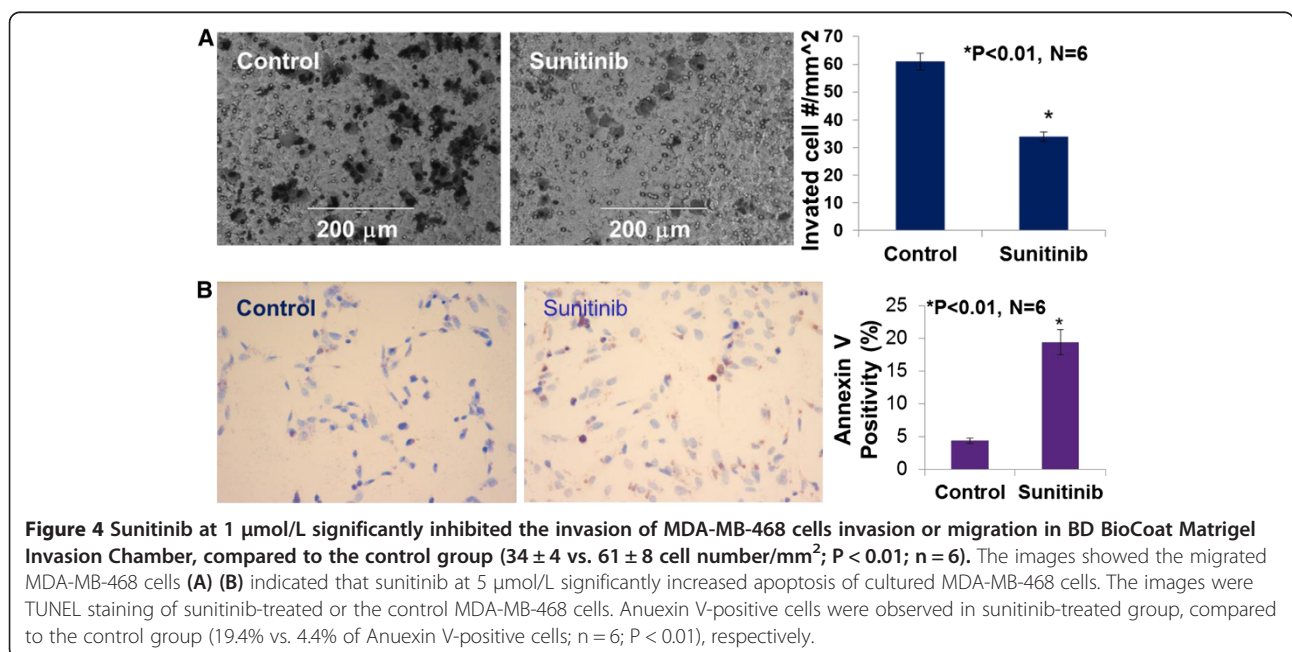 A
Control
200 µm
Sunitinib
200 µm
Invated cell #/mm^2
70
60
50
40
30
20
10
0
*P<0.01, N=6
*
Control
Sunitinib
B
Control
Sunitinib
Annexin V
Positivity (%)
25
20
15
10
5
0
*P<0.01, N=6
*
Control Sunitinib
Figure 4 Sunitinib at 1 µmol/L significantly inhibited the invasion of MDA-MB-468 cells invasion or migration in BD BioCoat Matrigel
Invasion Chamber, compared to the control group (34 ± 4 vs. 61 ± 8 cell number/mm²; P < 0.01; n = 6). The images showed the migrated
MDA-MB-468 cells (A) (B) indicated that sunitinib at 5 µmol/L significantly increased apoptosis of cultured MDA-MB-468 cells. The images were
TUNEL staining of sunitinib-treated or the control MDA-MB-468 cells. Anuexin V-positive cells were observed in sunitinib-treated group, compared
to the control group (19.4% vs. 4.4% of Anuexin V-positive cells; n = 6; P < 0.01), respectively.